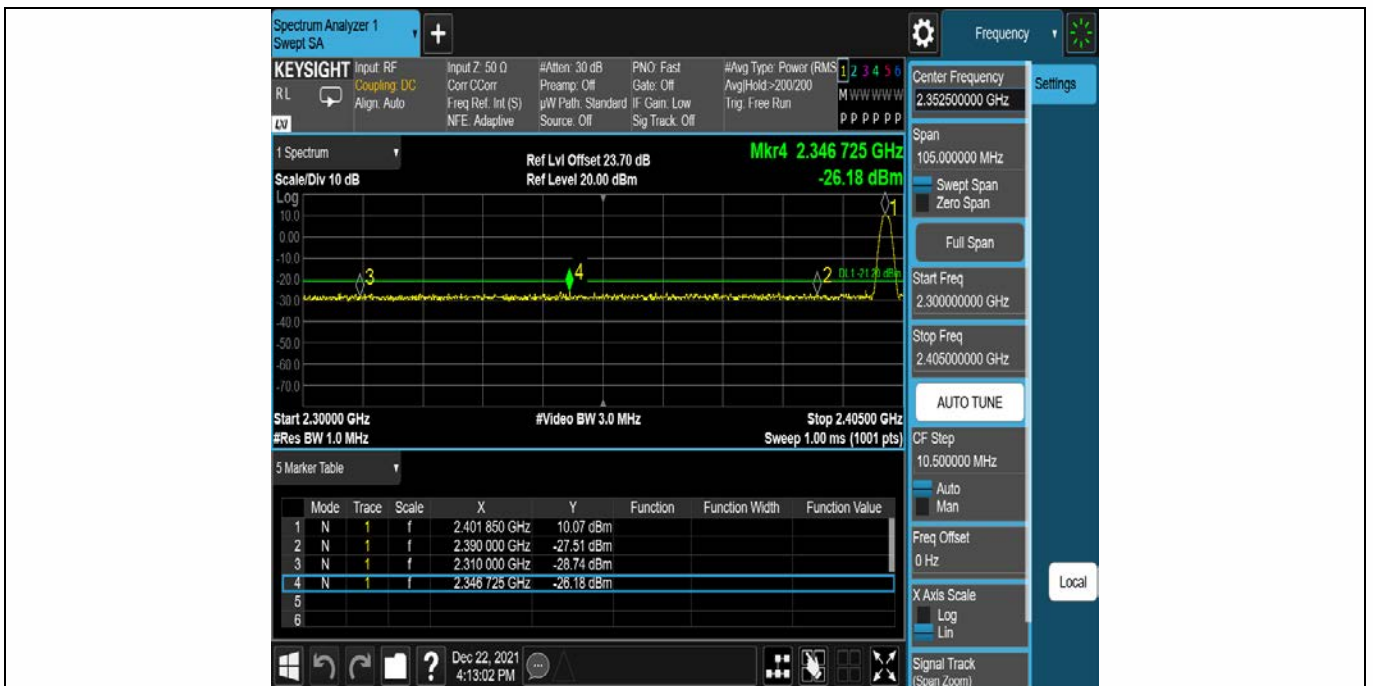 Spectrum Analyzer 1
Swept SA
+
Frequency
KEYSIGHT
RL
LXI
Input: RF
Coupling: DC
Align: Auto
Input Z: 50 Ω
Corr CCorr
Freq Ref: Int (S)
NFE: Adaptive
#Atten: 30 dB
Preamp: Off
µW Path: Standard
Source: Off
PNO: Fast
Gate: Off
IF Gain: Low
Sig Track: Off
#Avg Type: Power (RMS
Avg|Hold:>200/200
Trig: Free Run
1 2 3 4 5 6
M W W W W W
P P P P P P
1 Spectrum
Scale/Div 10 dB
Ref Lvl Offset 23.70 dB
Ref Level 20.00 dBm
Mkr4 2.346 725 GHz
-26.18 dBm
Log
10.0
0.00
-10.0
-20.0
-30.0
-40.0
-50.0
-60.0
-70.0
1
2
3
4
DL1 -21.29 dBm
Start 2.30000 GHz
#Res BW 1.0 MHz
#Video BW 3.0 MHz
Stop 2.40500 GHz
Sweep 1.00 ms (1001 pts)
5 Marker Table
Mode Trace Scale X Y Function Function Width Function Value
1 N 1 f 2.401 850 GHz 10.07 dBm
2 N 1 f 2.390 000 GHz -27.51 dBm
3 N 1 f 2.310 000 GHz -28.74 dBm
4 N 1 f 2.346 725 GHz -26.18 dBm
5
6
?
Dec 22, 2021
4:13:02 PM
Center Frequency
2.352500000 GHz
Span
105.000000 MHz
Swept Span
Zero Span
Full Span
Start Freq
2.300000000 GHz
Stop Freq
2.405000000 GHz
AUTO TUNE
CF Step
10.500000 MHz
Auto
Man
Freq Offset
0 Hz
X Axis Scale
Log
Lin
Signal Track
(Span Zoom)
Settings
Local